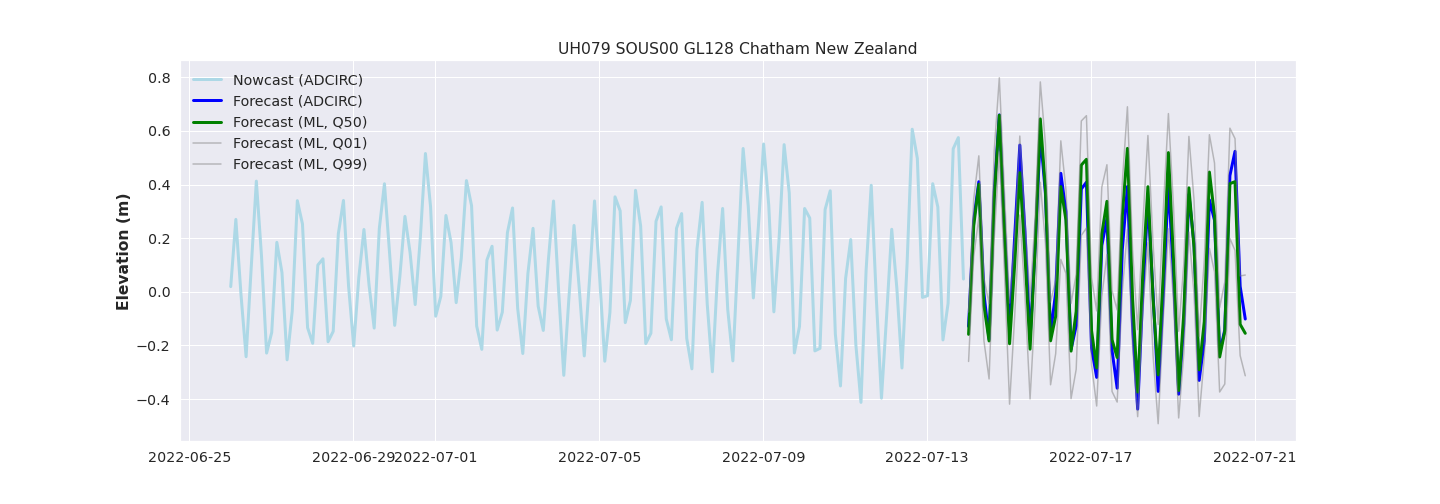 UH079 SOUS00 GL128 Chatham New Zealand
Nowcast (ADCIRC)
Forecast (ADCIRC)
Forecast (ML, Q50)
Forecast (ML, Q01)
Forecast (ML, Q99)
Elevation (m)
0.8
0.6
0.4
0.2
0.0
−0.2
−0.4
2022-06-25 2022-06-29 2022-07-01 2022-07-05 2022-07-09 2022-07-13 2022-07-17 2022-07-21